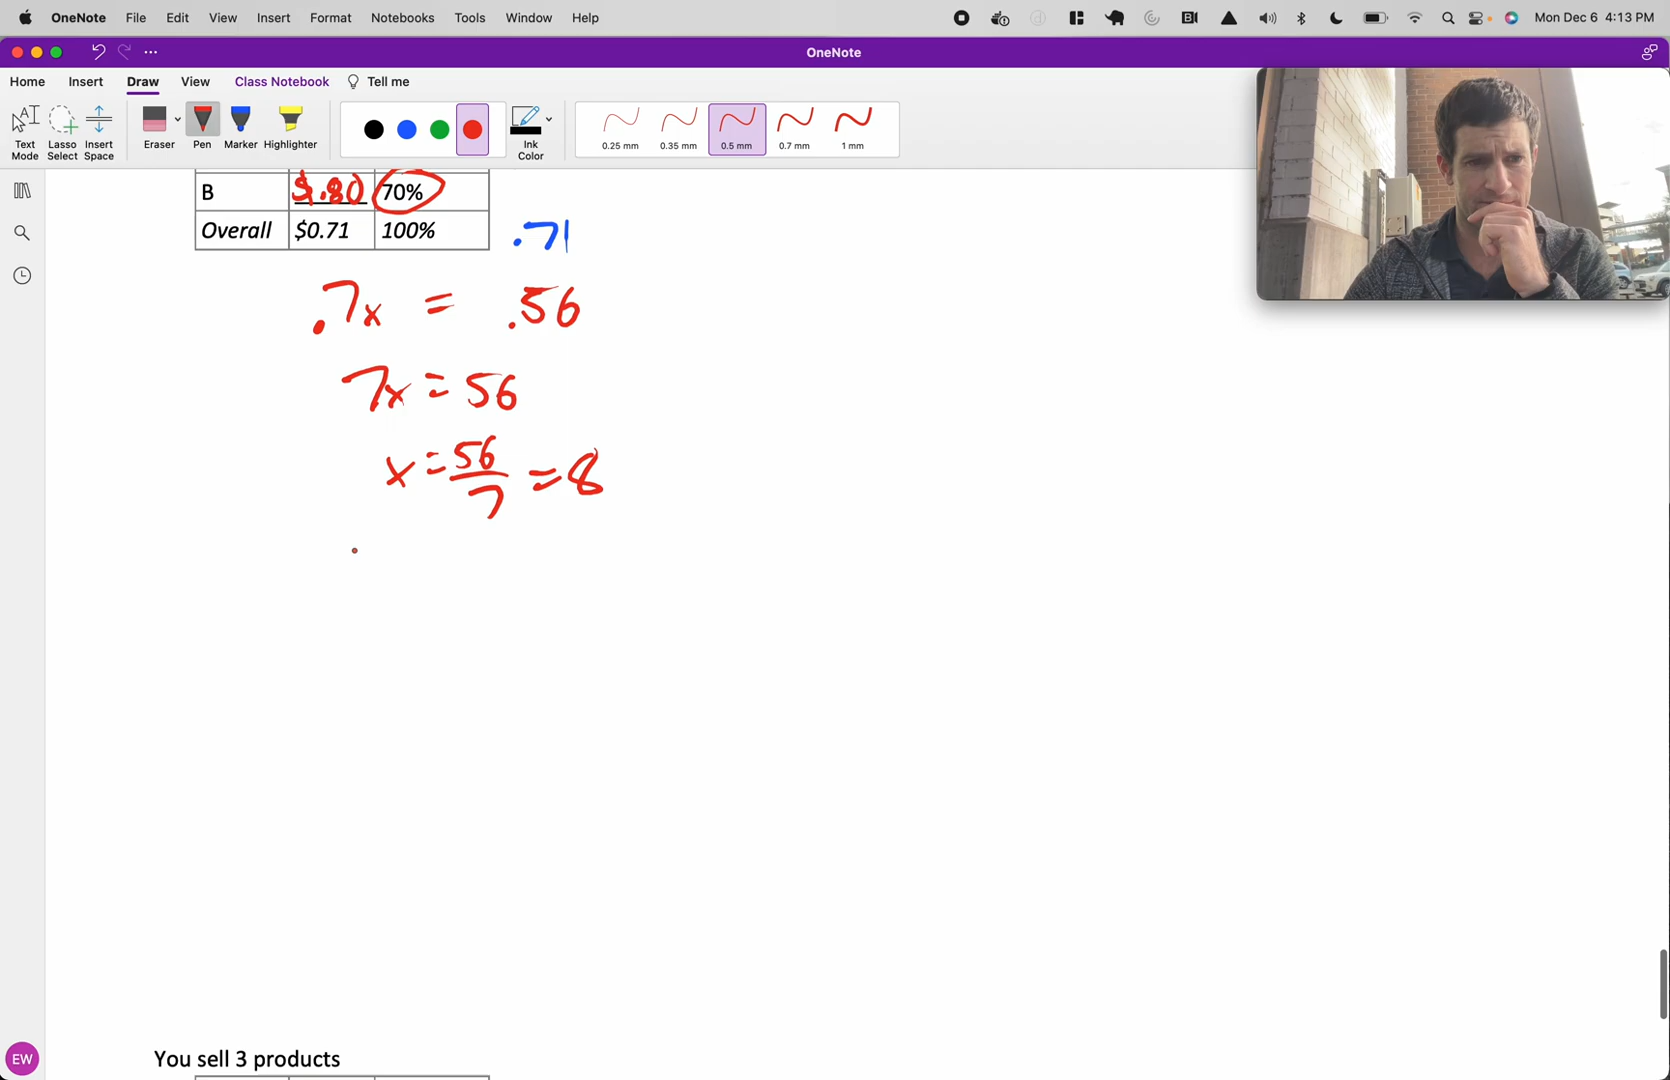 OneNote File Edit View Insert Format Notebooks Tools Window Help Mon Dec 6 4:13 PM
OneNote
Home Insert Draw View Class Notebook Tell me
Text Mode Lasso Select Insert Space Eraser Pen Marker Highlighter Ink Color 0.25 mm 0.35 mm 0.5 mm 0.7 mm 1 mm
B $.80 70%
Overall $0.71 100% .71
.7x = .56
7x = 56
x = 56/7 = 8
You sell 3 products
EW